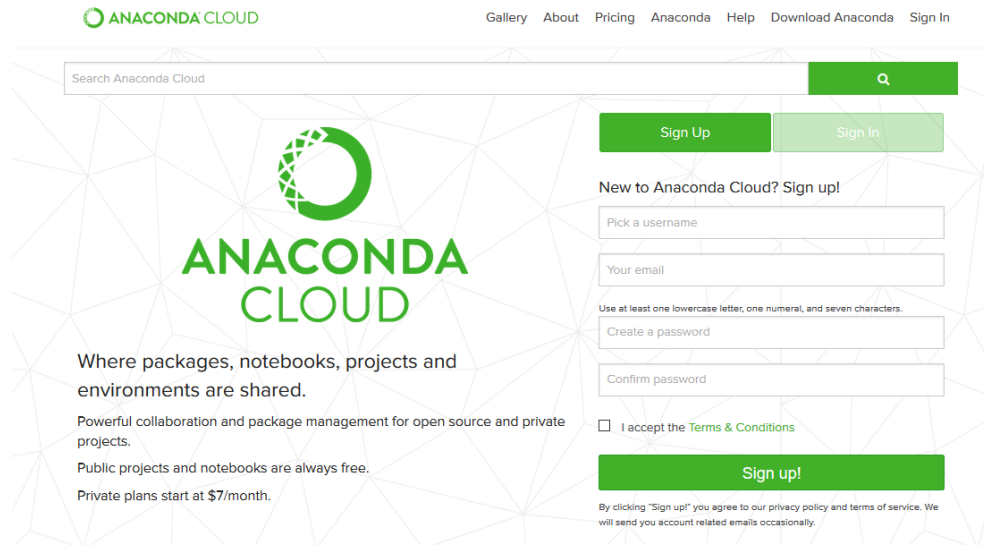 ANACONDA CLOUD
Gallery About Pricing Anaconda Help Download Anaconda Sign In
Search Anaconda Cloud
Sign Up Sign In
ANACONDA
CLOUD
Where packages, notebooks, projects and
environments are shared.
Powerful collaboration and package management for open source and private
projects.
Public projects and notebooks are always free.
Private plans start at $7/month.
New to Anaconda Cloud? Sign up!
Pick a username
Your email
Use at least one lowercase letter, one numeral, and seven characters.
Create a password
Confirm password
I accept the Terms & Conditions
Sign up!
By clicking "Sign up!" you agree to our privacy policy and terms of service. We
will send you account related emails occasionally.